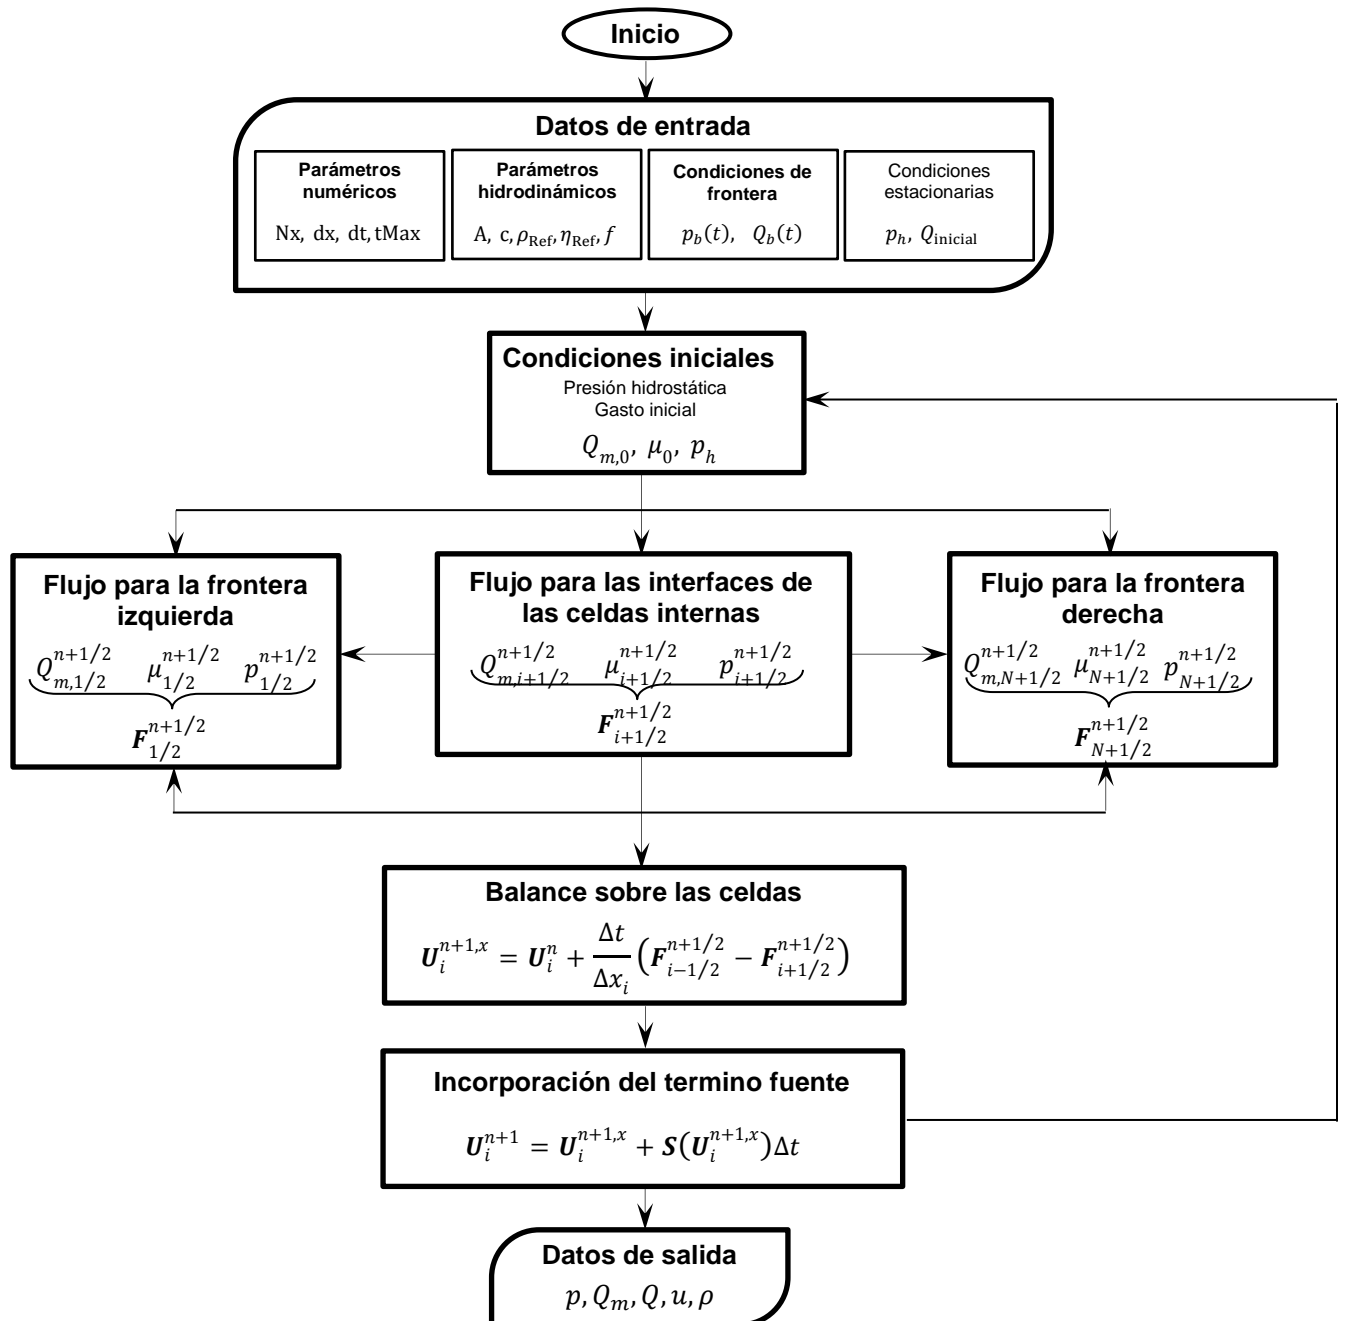 Inicio
Datos de entrada
Parámetros
numéricos
Nx, dx, dt, tMax
Parámetros
hidrodinámicos
A, c, ρ_Ref, η_Ref, f
Condiciones de
frontera
p_b(t), Q_b(t)
Condiciones
estacionarias
p_h, Q_inicial
Condiciones iniciales
Presión hidrostática
Gasto inicial
Q_{m,0}, μ_0, p_h
Flujo para la frontera
izquierda
Q_{m,1/2}^{n+1/2} μ_{1/2}^{n+1/2} p_{1/2}^{n+1/2}
F_{1/2}^{n+1/2}
Flujo para las interfaces de
las celdas internas
Q_{m,i+1/2}^{n+1/2} μ_{i+1/2}^{n+1/2} p_{i+1/2}^{n+1/2}
F_{i+1/2}^{n+1/2}
Flujo para la frontera
derecha
Q_{m,N+1/2}^{n+1/2} μ_{N+1/2}^{n+1/2} p_{N+1/2}^{n+1/2}
F_{N+1/2}^{n+1/2}
Balance sobre las celdas
U_i^{n+1,x} = U_i^n + Δt/Δx_i (F_{i-1/2}^{n+1/2} − F_{i+1/2}^{n+1/2})
Incorporación del termino fuente
U_i^{n+1} = U_i^{n+1,x} + S(U_i^{n+1,x})Δt
Datos de salida
p, Q_m, Q, u, ρ